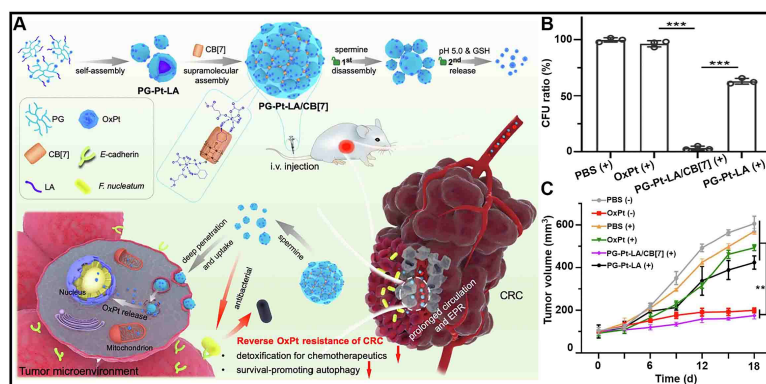 A
PG
OxPt
CB[7]
E-cadherin
LA
F. nucleatum
self-assembly
PG-Pt-LA
CB[7]
supramolecular
assembly
PG-Pt-LA/CB[7]
spermine
1st
disassembly
pH 5.0 & GSH
2nd
release
i.v. injection
deep penetration
and uptake
spermine
antibacterial
Nucleus
OxPt release
Mitochondrion
Tumor microenvironment
prolonged circulation
and EPR
CRC
Reverse OxPt resistance of CRC
• detoxification for chemotherapeutics
• survival-promoting autophagy
B
CFU ratio (%)
100
50
0
***
***
PBS (+)
OxPt (+)
PG-Pt-LA/CB[7] (+)
PG-Pt-LA (+)
C
Tumor volume (mm3)
600
400
200
100
0
PBS (-)
OxPt (-)
PBS (+)
OxPt (+)
PG-Pt-LA/CB[7] (+)
PG-Pt-LA (+)
0
3
6
9
12
15
18
Time (d)